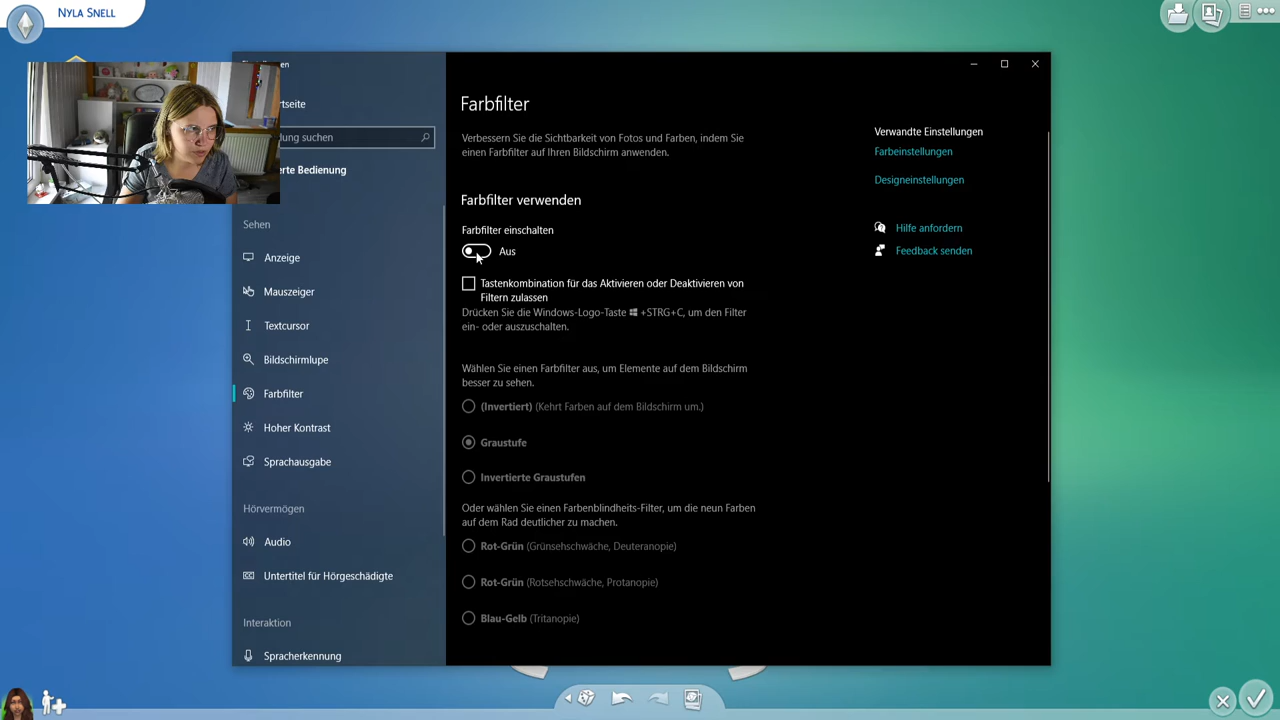 NYLA SNELL
Farbfilter
Verwandte Einstellungen
Verbessern Sie die Sichtbarkeit von Fotos und Farben, indem Sie
einen Farbfilter auf Ihren Bildschirm anwenden.
Farbeinstellungen
Designeinstellungen
Hilfe anfordern
Feedback senden
suchen
Bedienung
Sehen
Anzeige
Mauszeiger
Textcursor
Bildschirmlupe
Farbfilter
Hoher Kontrast
Sprachausgabe
Hörvermögen
Audio
Untertitel für Hörgeschädigte
Interaktion
Spracherkennung
Farbfilter verwenden
Farbfilter einschalten
Aus
Tastenkombination für das Aktivieren oder Deaktivieren von
Filtern zulassen
Drücken Sie die Windows-Logo-Taste +STRG+C, um den Filter
ein- oder auszuschalten.
Wählen Sie einen Farbfilter aus, um Elemente auf dem Bildschirm
besser zu sehen.
(Invertiert) (Kehrt Farben auf dem Bildschirm um.)
Graustufe
Invertierte Graustufen
Oder wählen Sie einen Farbenblindheits-Filter, um die neun Farben
auf dem Rad deutlicher zu machen.
Rot-Grün (Grünsehschwäche, Deuteranopie)
Rot-Grün (Rotsehschwäche, Protanopie)
Blau-Gelb (Tritanopie)